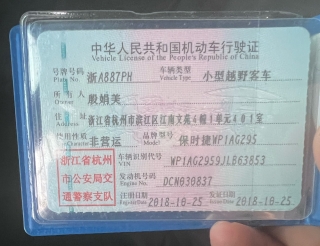 中华人民共和国机动车行驶证
Vehicle License of the People's Republic of China
号牌号码 浙A887PH 车辆类型 小型越野客车
Plate No. Vehicle Type
所有人 殷娟美
Owner
住址 浙江省杭州市滨江区江南文苑4幢1单元401室
Address
使用性质 非营运 品牌型号 保时捷WP1AG295
Use Character Model
浙江省杭州
市公安局交
通警察支队
车辆识别代号 WP1AG2959JLB63853
VIN
发动机号码 DCN030837
Engine No.
注册日期 2018-10-25 发证日期 2018-10-25
Register Date Issue Date